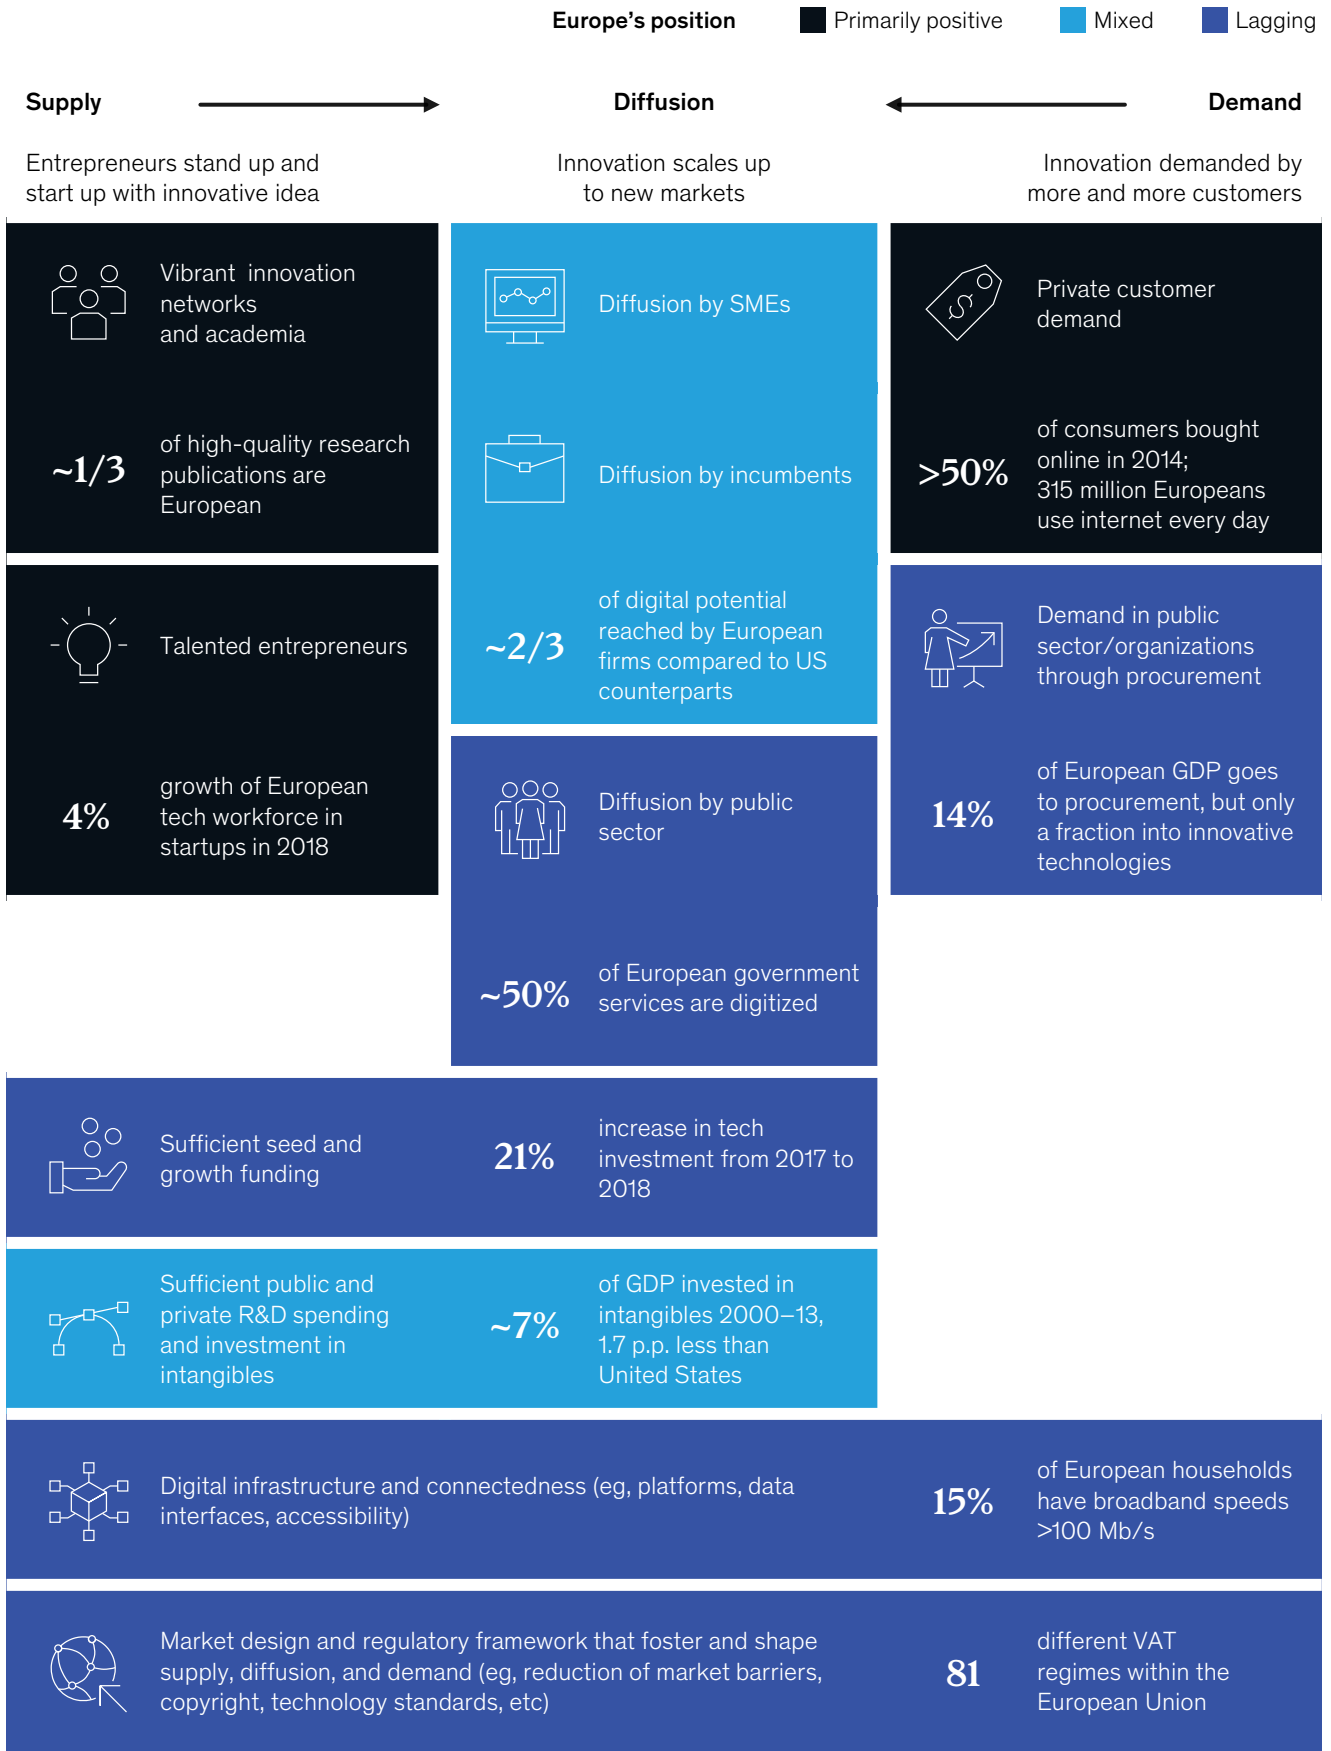 Europe's position
Primarily positive
Mixed
Lagging
Supply
Diffusion
Demand
Entrepreneurs stand up and
start up with innovative idea
Innovation scales up
to new markets
Innovation demanded by
more and more customers
Vibrant innovation
networks
and academia
~1/3
of high-quality research
publications are
European
Talented entrepreneurs
4%
growth of European
tech workforce in
startups in 2018
Diffusion by SMEs
Diffusion by incumbents
~2/3
of digital potential
reached by European
firms compared to US
counterparts
Diffusion by public
sector
~50%
of European government
services are digitized
Private customer
demand
>50%
of consumers bought
online in 2014;
315 million Europeans
use internet every day
Demand in public
sector/organizations
through procurement
14%
of European GDP goes
to procurement, but only
a fraction into innovative
technologies
Sufficient seed and
growth funding
21%
increase in tech
investment from 2017 to
2018
Sufficient public and
private R&D spending
and investment in
intangibles
~7%
of GDP invested in
intangibles 2000–13,
1.7 p.p. less than
United States
Digital infrastructure and connectedness (eg, platforms, data
interfaces, accessibility)
15%
of European households
have broadband speeds
>100 Mb/s
Market design and regulatory framework that foster and shape
supply, diffusion, and demand (eg, reduction of market barriers,
copyright, technology standards, etc)
81
different VAT
regimes within the
European Union